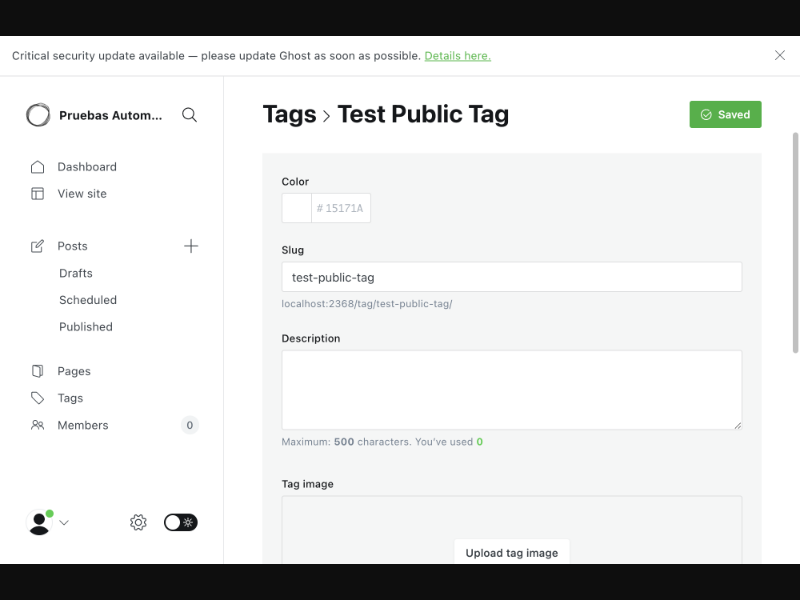 Critical security update available — please update Ghost as soon as possible. Details here.
Pruebas Autom...
Dashboard
View site
Posts
Drafts
Scheduled
Published
Pages
Tags
Members
0
Tags > Test Public Tag
Saved
Color
# 15171A
Slug
test-public-tag
localhost:2368/tag/test-public-tag/
Description
Maximum: 500 characters. You've used 0
Tag image
Upload tag image